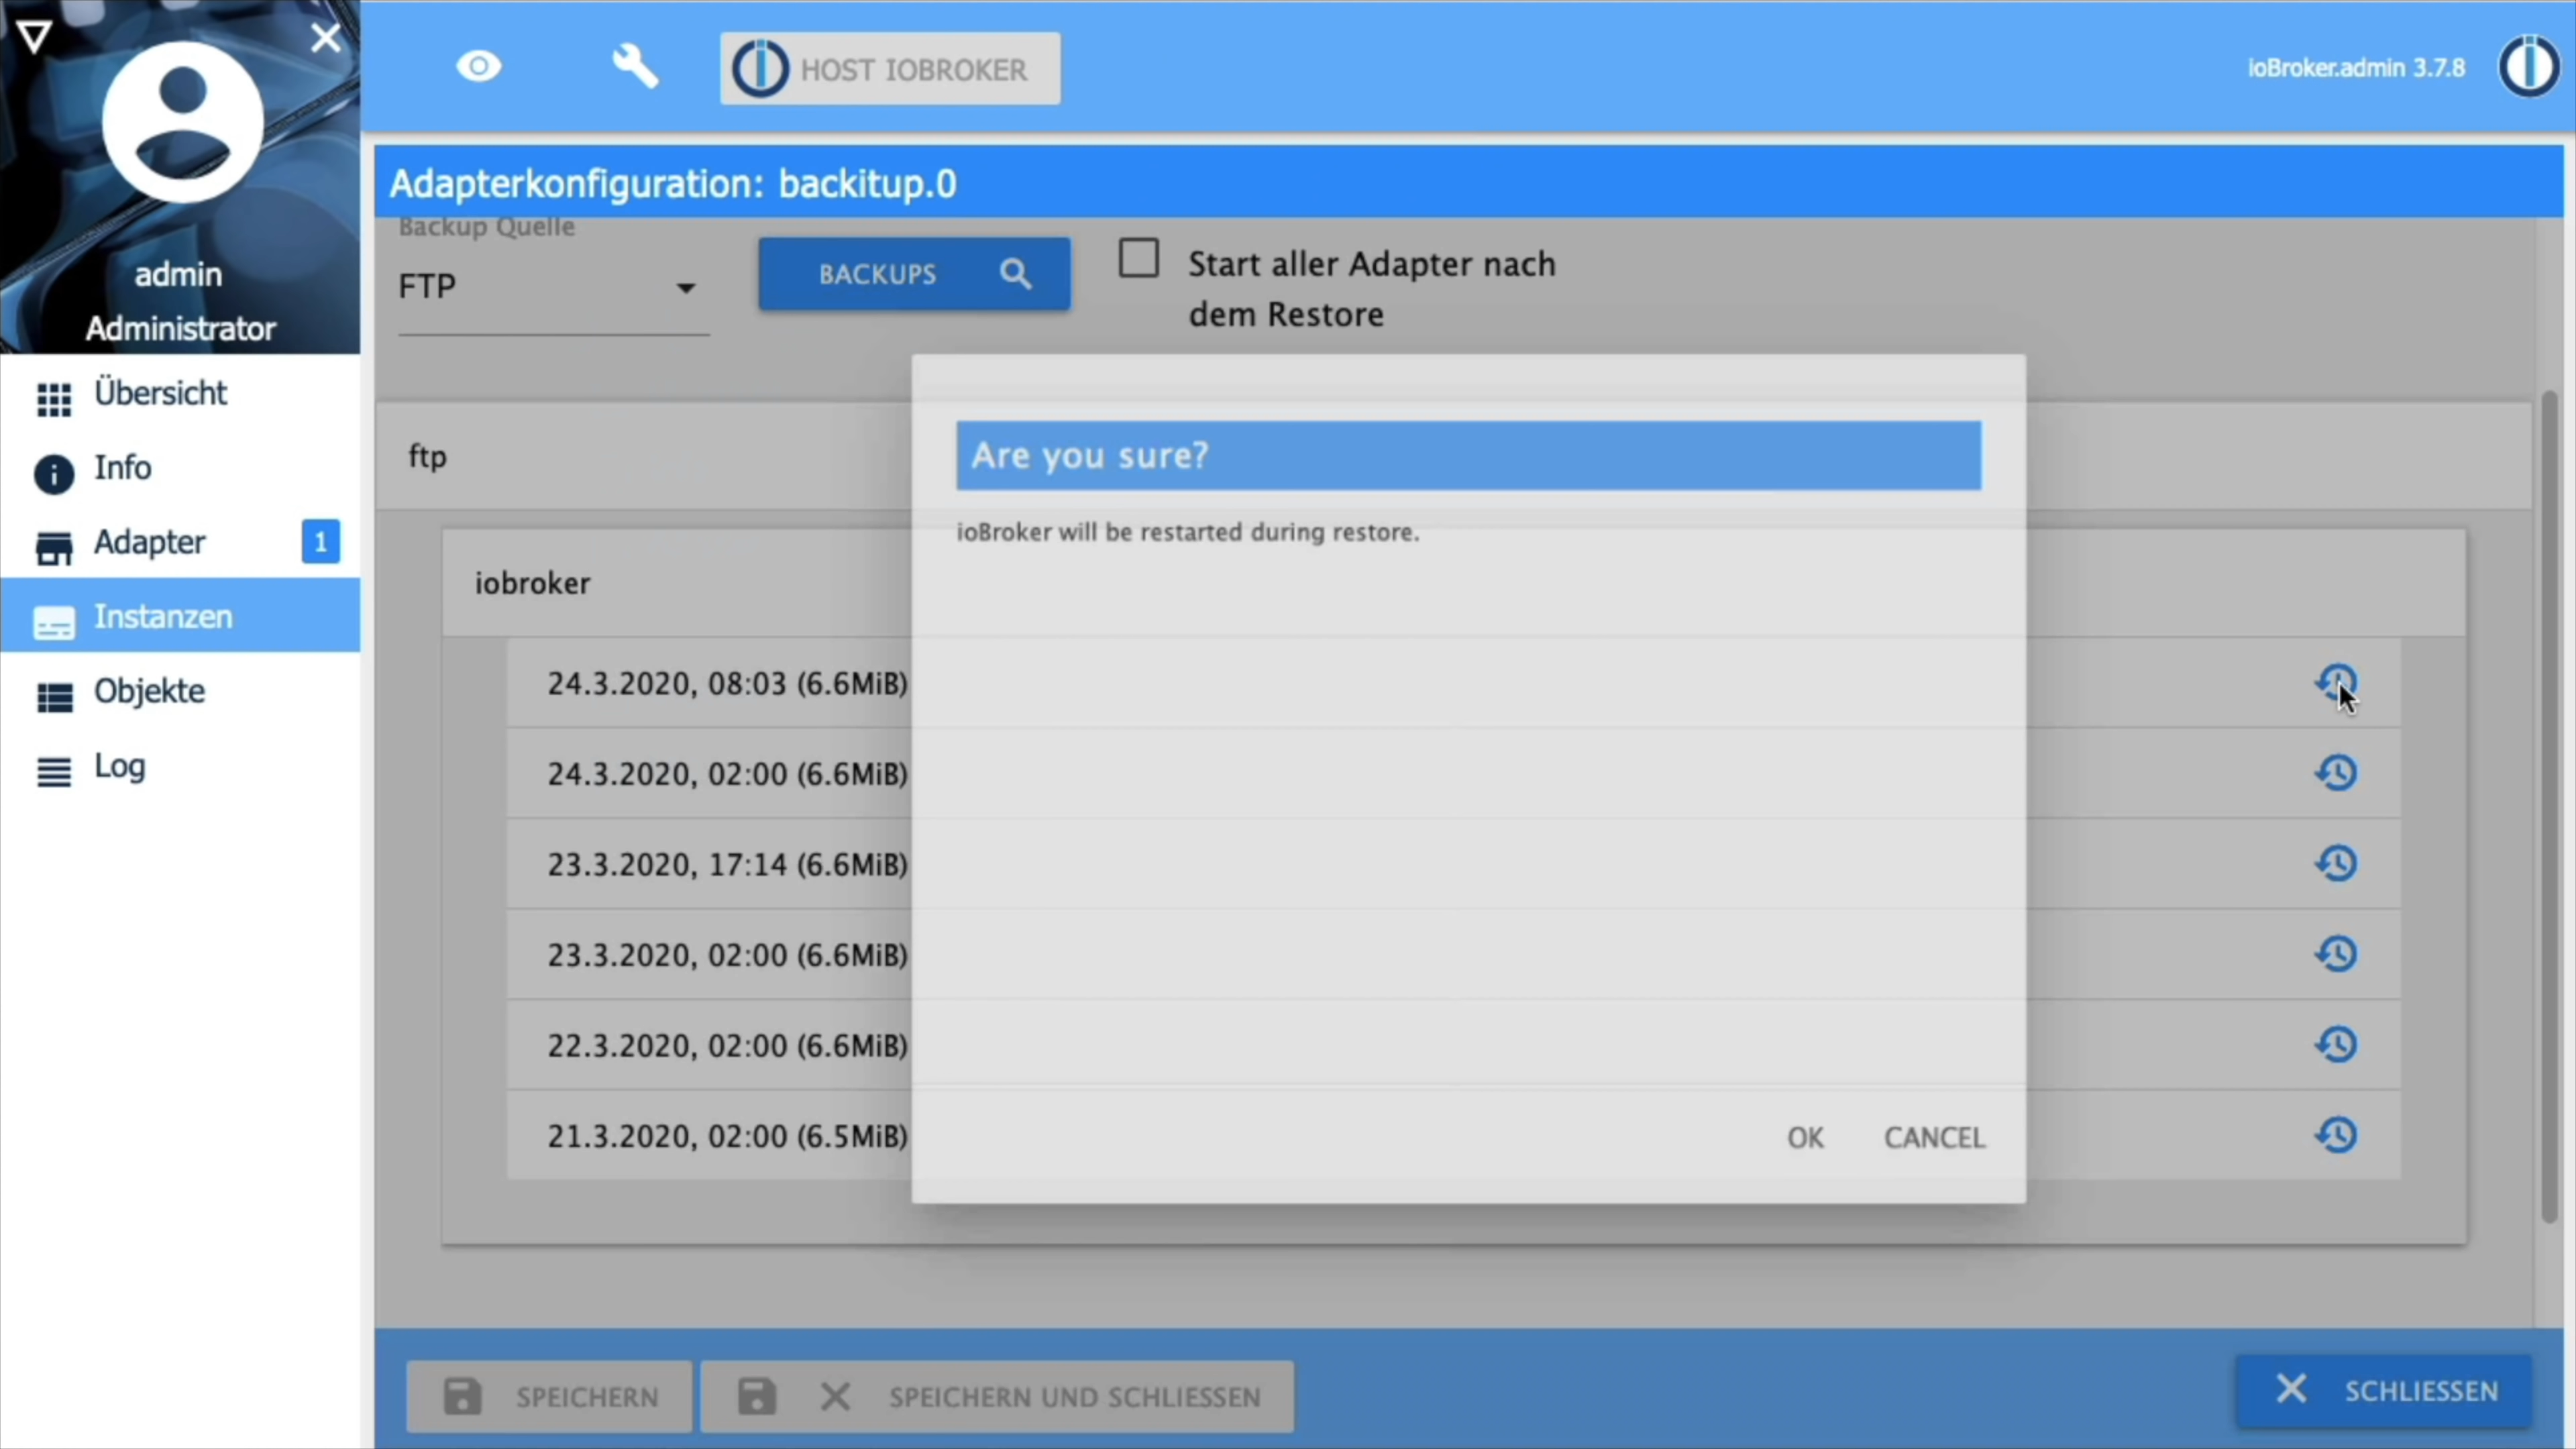 HOST IOBROKER
ioBroker.admin 3.7.8
admin
Administrator
Übersicht
Info
Adapter 1
Instanzen
Objekte
Log
Adapterkonfiguration: backitup.0
Backup Quelle
FTP
BACKUPS
Start aller Adapter nach
dem Restore
ftp
iobroker
24.3.2020, 08:03 (6.6MiB)
24.3.2020, 02:00 (6.6MiB)
23.3.2020, 17:14 (6.6MiB)
23.3.2020, 02:00 (6.6MiB)
22.3.2020, 02:00 (6.6MiB)
21.3.2020, 02:00 (6.5MiB)
Are you sure?
ioBroker will be restarted during restore.
OK CANCEL
SPEICHERN
SPEICHERN UND SCHLIESSEN
SCHLIESSEN